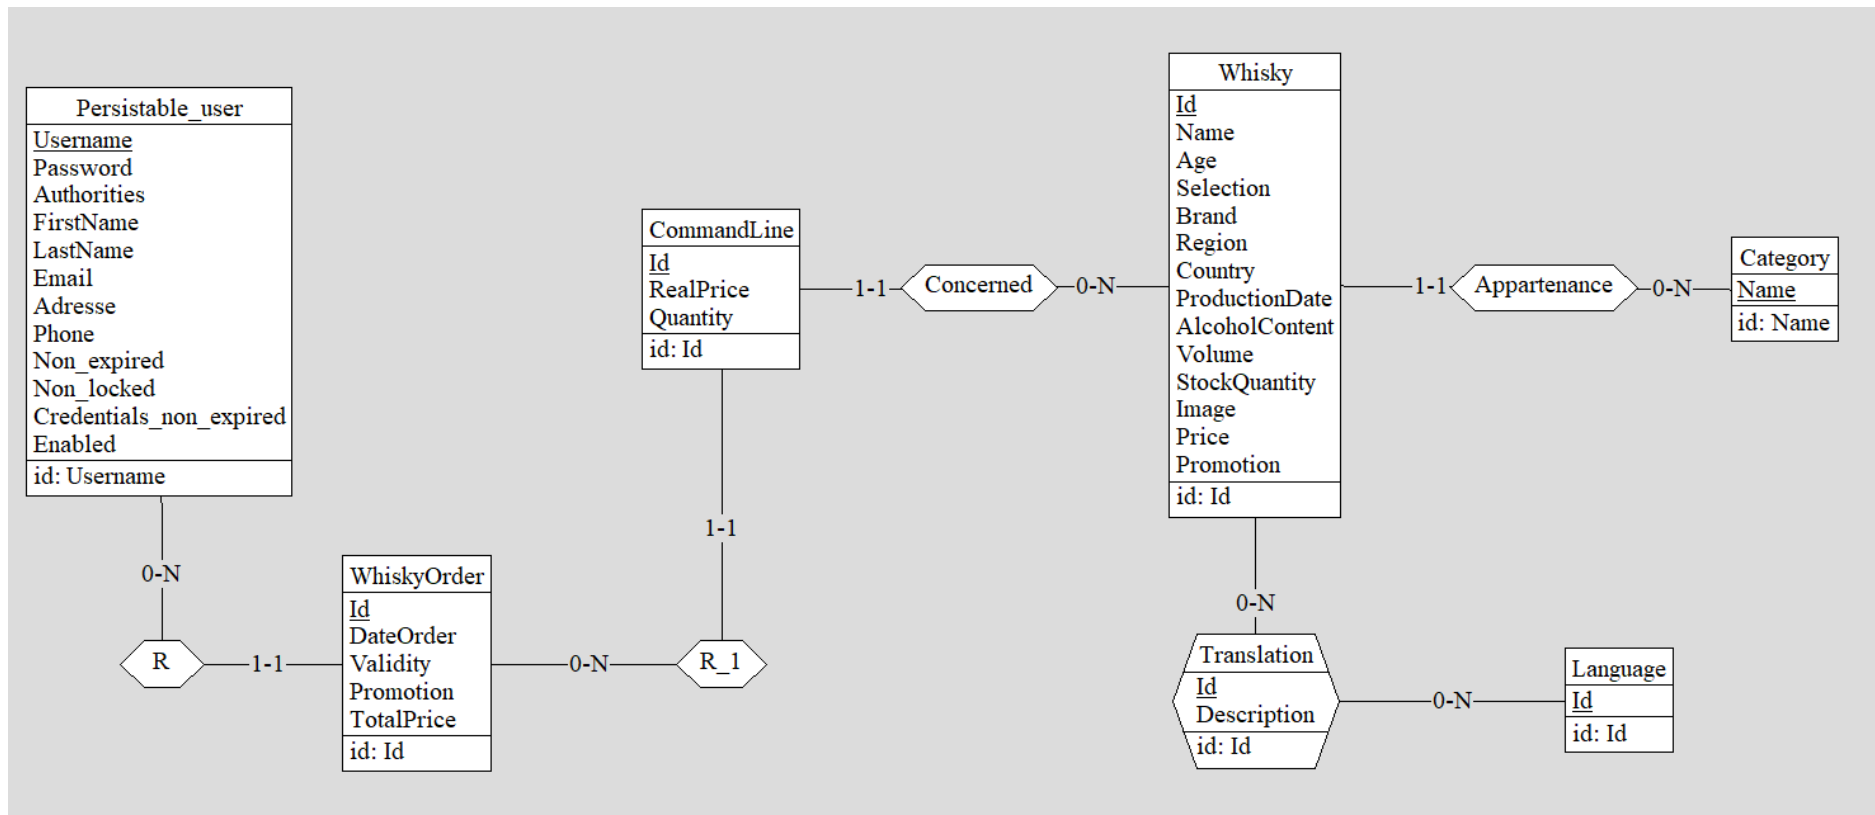 Persistable_user
Username
Password
Authorities
FirstName
LastName
Email
Adresse
Phone
Non_expired
Non_locked
Credentials_non_expired
Enabled
id: Username
0-N
R
1-1
WhiskyOrder
Id
DateOrder
Validity
Promotion
TotalPrice
id: Id
0-N
R_1
1-1
CommandLine
Id
RealPrice
Quantity
id: Id
1-1
Concerned
0-N
Whisky
Id
Name
Age
Selection
Brand
Region
Country
ProductionDate
AlcoholContent
Volume
StockQuantity
Image
Price
Promotion
id: Id
1-1
Appartenance
0-N
Category
Name
id: Name
0-N
Translation
Id
Description
id: Id
0-N
Language
Id
id: Id